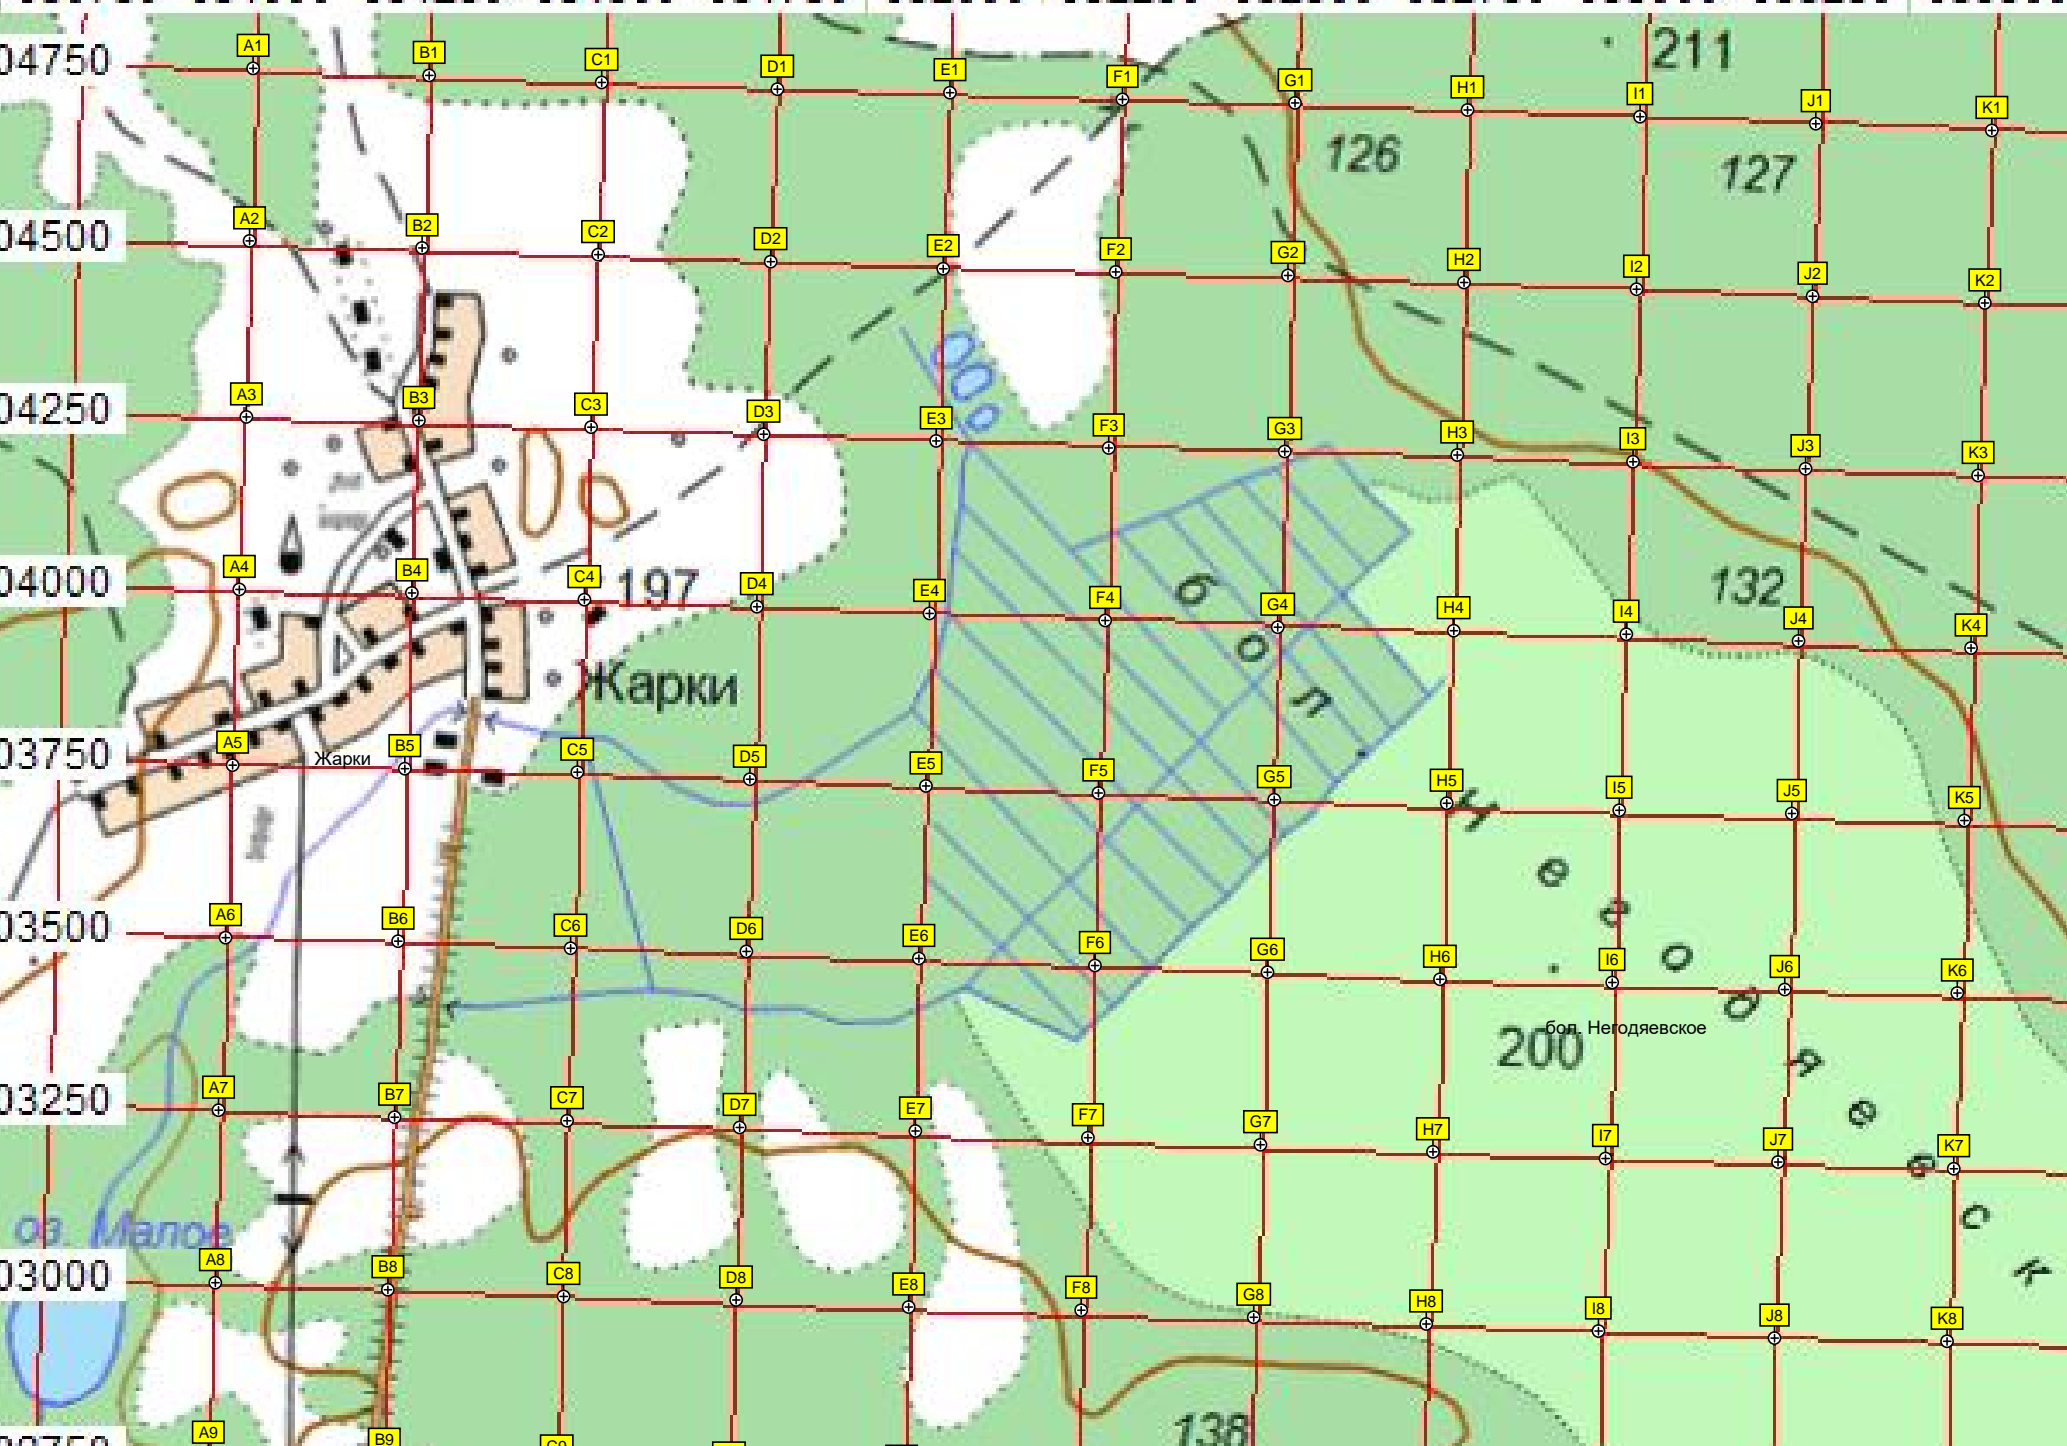 A1 B1 C1 D1 E1 F1 G1 H1 I1 J1 K1
04750
211
126
127
A2 B2 C2 D2 E2 F2 G2 H2 I2 J2 K2
04500
A3 B3 C3 D3 E3 F3 G3 H3 I3 J3 K3
04250
A4 B4 C4 D4 E4 F4 G4 H4 I4 J4 K4
04000
197
132
бол
Жарки
A5 B5 C5 D5 E5 F5 G5 H5 I5 J5 K5
03750
Жарки
Негодяевск
A6 B6 C6 D6 E6 F6 G6 H6 I6 J6 K6
03500
бол. Негодяевское
200
A7 B7 C7 D7 E7 F7 G7 H7 I7 J7 K7
03250
оз. Малое
A8 B8 C8 D8 E8 F8 G8 H8 I8 J8 K8
03000
138
A9 B9